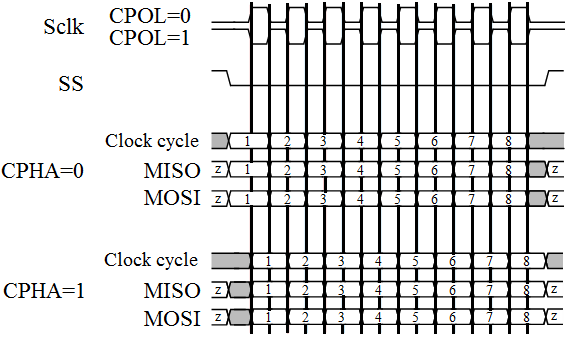 Sclk CPOL=0
CPOL=1
SS
Clock cycle 1 2 3 4 5 6 7 8
CPHA=0 MISO z 1 2 3 4 5 6 7 8 z
MOSI z 1 2 3 4 5 6 7 8 z
Clock cycle 1 2 3 4 5 6 7 8
CPHA=1 MISO z 1 2 3 4 5 6 7 8 z
MOSI z 1 2 3 4 5 6 7 8 z